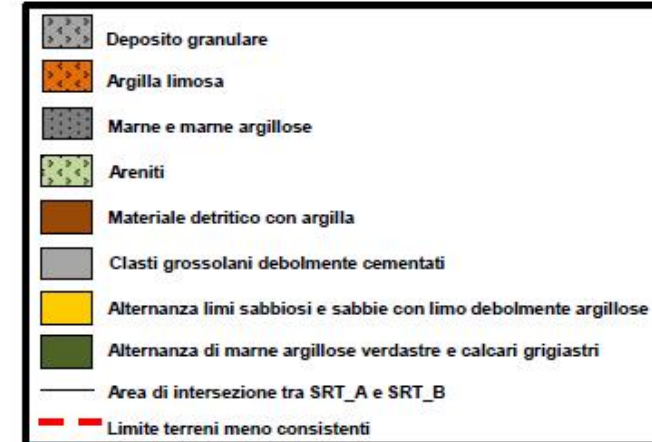 Deposito granulare
Argilla limosa
Marne e marne argillose
Areniti
Materiale detritico con argilla
Clasti grossolani debolmente cementati
Alternanza limi sabbiosi e sabbie con limo debolmente argillose
Alternanza di marne argillose verdastre e calcari grigiastri
Area di intersezione tra SRT_A e SRT_B
Limite terreni meno consistenti